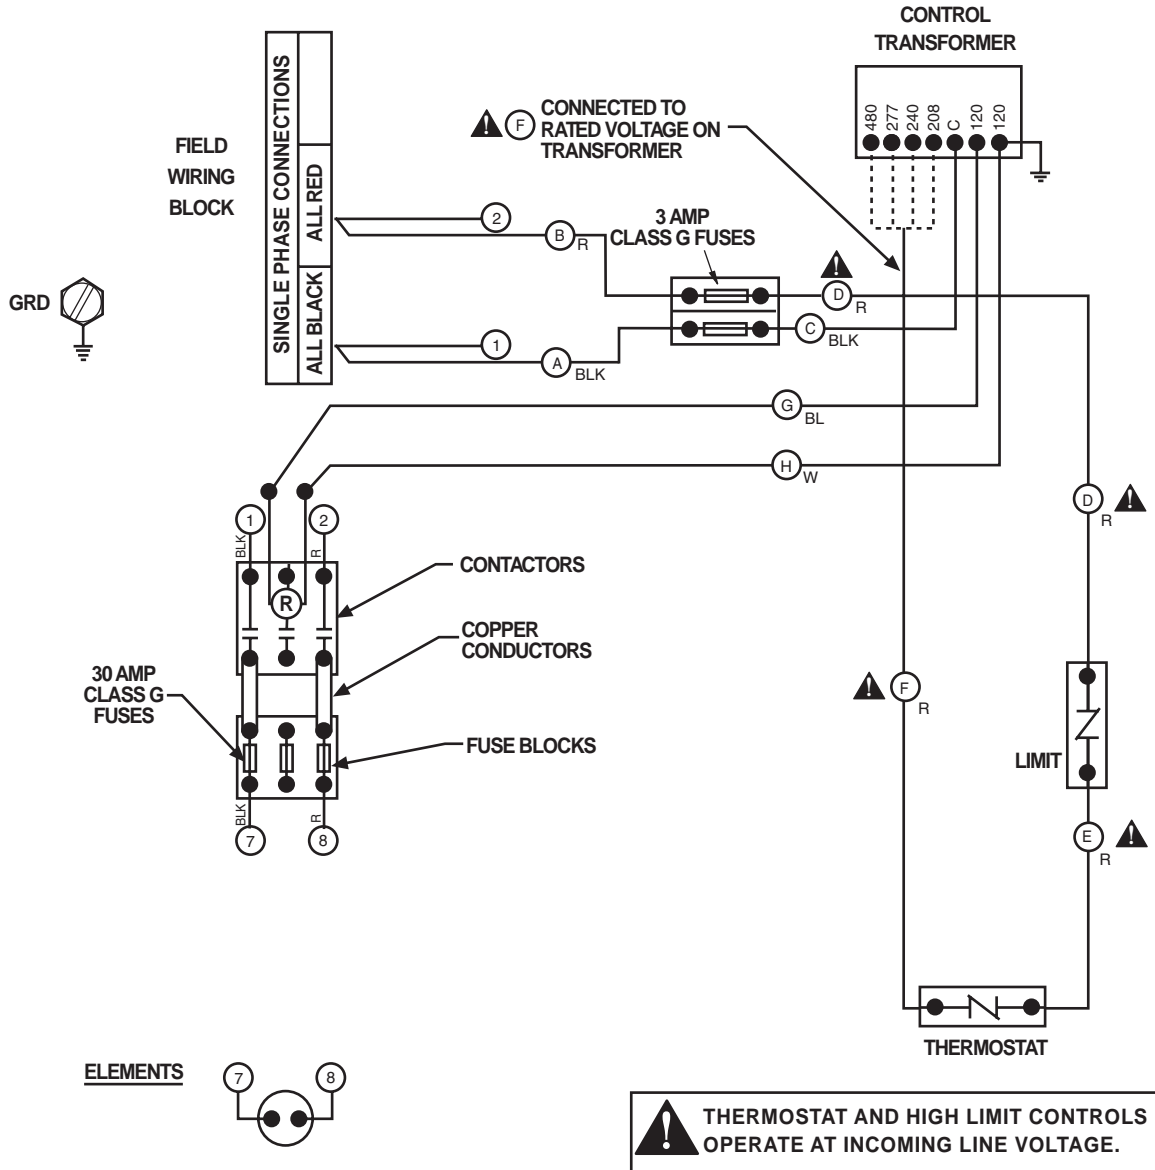 CONTROL
TRANSFORMER
480
277
240
208
C
120
120
F
CONNECTED TO
RATED VOLTAGE ON
TRANSFORMER
FIELD
WIRING
BLOCK
SINGLE PHASE CONNECTIONS
ALL RED
ALL BLACK
2
B
R
3 AMP
CLASS G FUSES
D
R
C
BLK
GRD
1
A
BLK
G
BL
H
W
D
R
1
2
BLK
R
R
CONTACTORS
COPPER
CONDUCTORS
30 AMP
CLASS G
FUSES
FUSE BLOCKS
F
R
LIMIT
BLK
R
7
8
E
R
THERMOSTAT
ELEMENTS
7
8
THERMOSTAT AND HIGH LIMIT CONTROLS
OPERATE AT INCOMING LINE VOLTAGE.